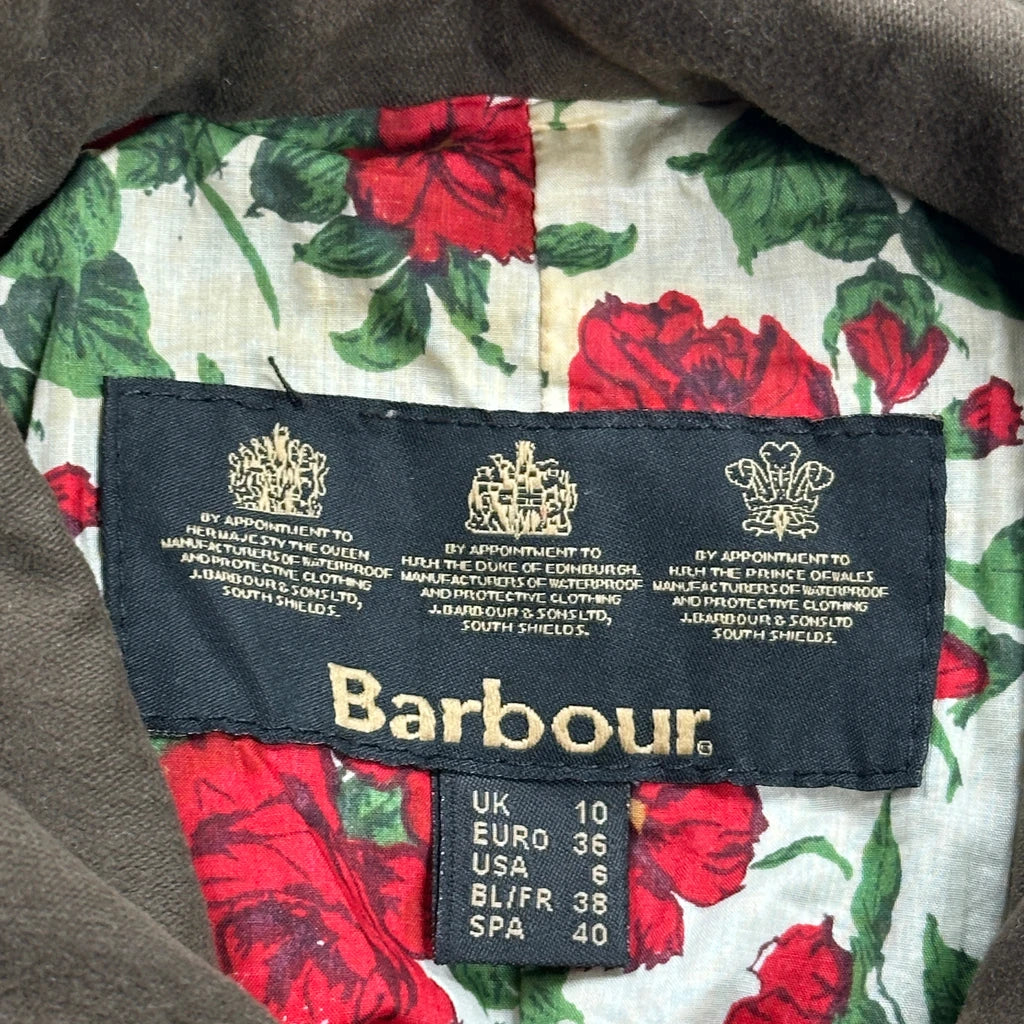 BY APPOINTMENT TO
HER MAJESTY THE QUEEN
MANUFACTURERS OF WATERPROOF
AND PROTECTIVE CLOTHING
J.BARBOUR & SONS LTD,
SOUTH SHIELDS.
BY APPOINTMENT TO
H.R.H THE DUKE OF EDINBURGH.
MANUFACTURERS OF WATERPROOF
AND PROTECTIVE CLOTHING
J.BARBOUR & SONS LTD,
SOUTH SHIELDS.
BY APPOINTMENT TO
H.R.H THE PRINCE OF WALES
MANUFACTURERS OF WATERPROOF
AND PROTECTIVE CLOTHING
J.BARBOUR & SONS LTD
SOUTH SHIELDS.
Barbour
UK 10
EURO 36
USA 6
BL/FR 38
SPA 40